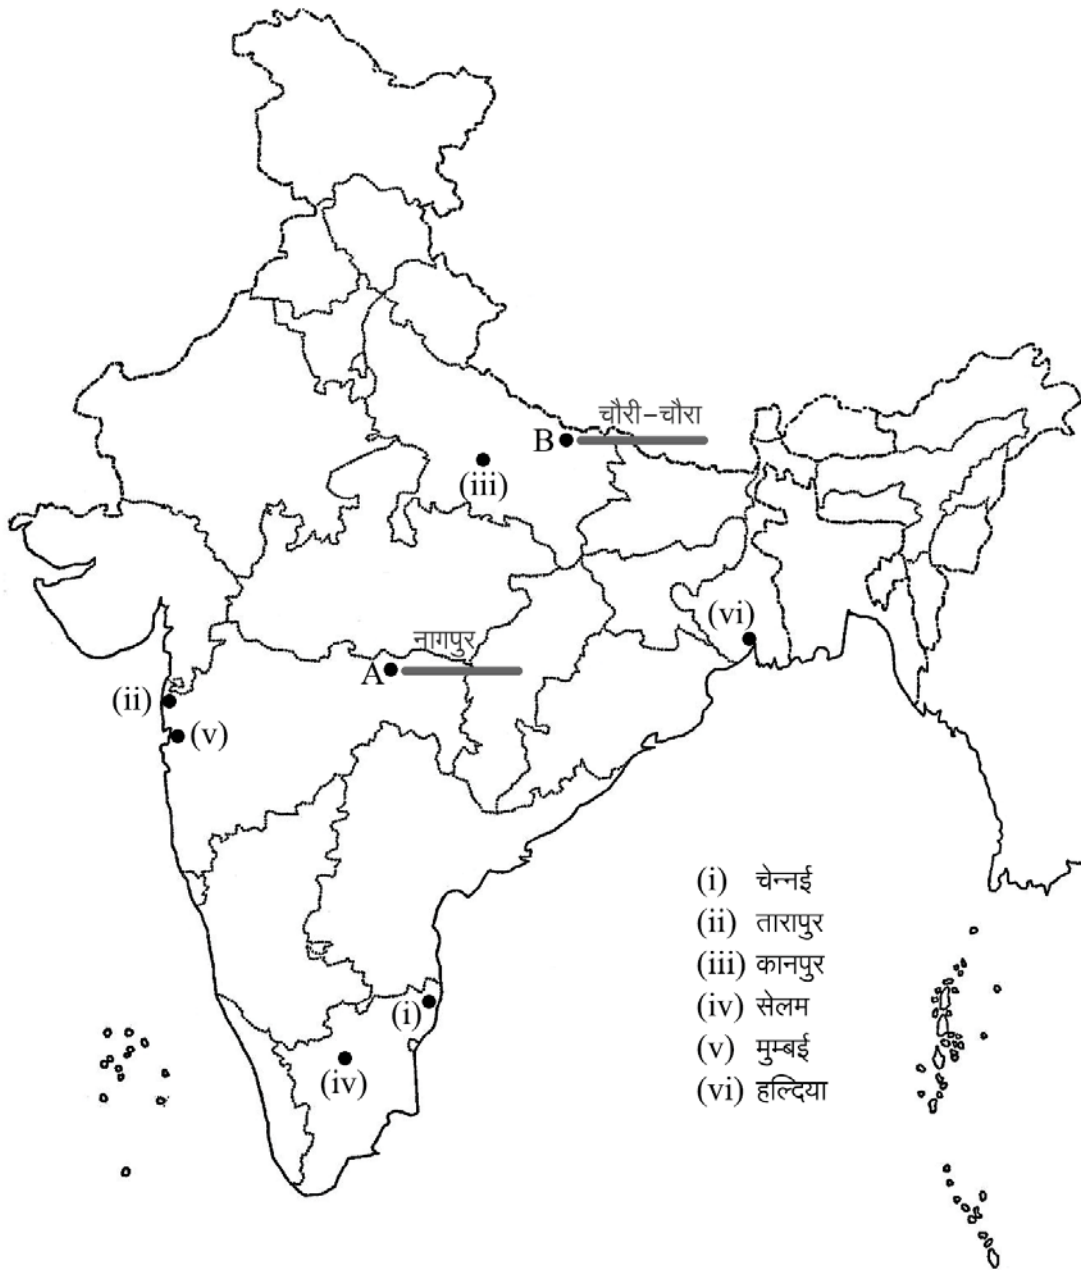 चौरी-चौरा
B
(iii)
(vi)
नागपुर
A
(ii)
(v)
(i) चेन्नई
(ii) तारापुर
(iii) कानपुर
(iv) सेलम
(v) मुम्बई
(vi) हल्दिया
(i)
(iv)